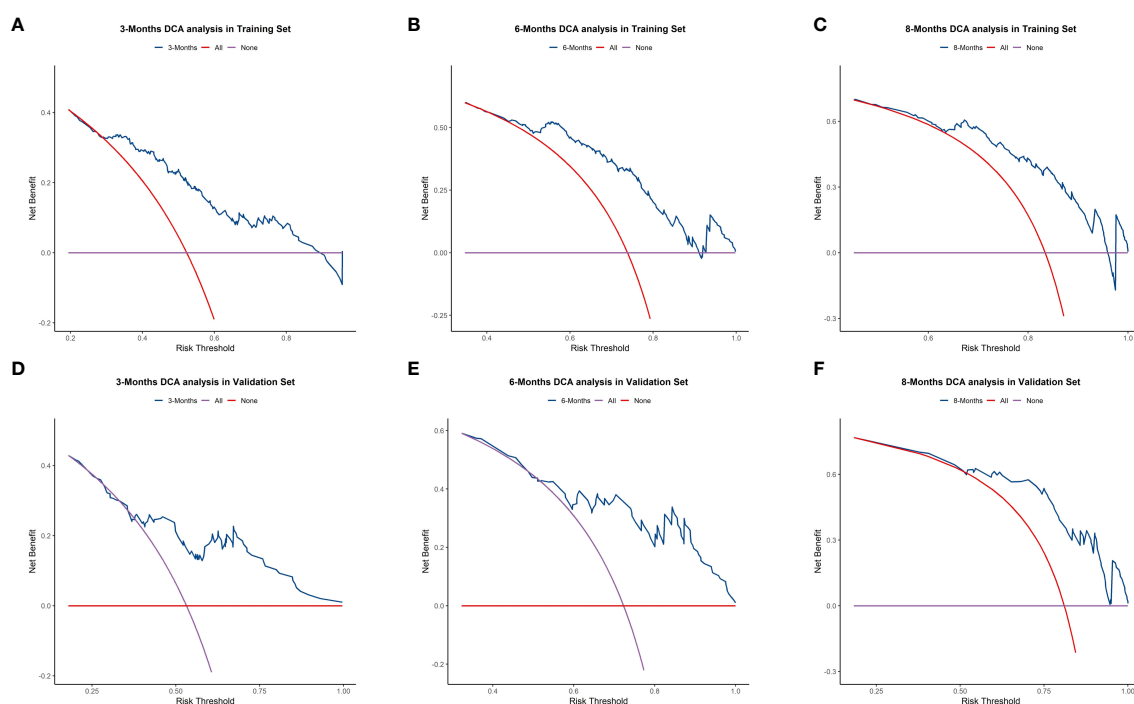 A
3-Months DCA analysis in Training Set
3-Months All None
Net Benefit
0.4
0.2
0.0
-0.2
0.2 0.4 0.6 0.8
Risk Threshold
B
6-Months DCA analysis in Training Set
6-Months All None
Net Benefit
0.50
0.25
0.00
-0.25
0.4 0.6 0.8 1.0
Risk Threshold
C
8-Months DCA analysis in Training Set
8-Months All None
Net Benefit
0.6
0.3
0.0
-0.3
0.6 0.8 1.0
Risk Threshold
D
3-Months DCA analysis in Validation Set
3-Months All None
Net Benefit
0.4
0.2
0.0
-0.2
0.25 0.50 0.75 1.00
Risk Threshold
E
6-Months DCA analysis in Validation Set
6-Months All None
Net Benefit
0.6
0.4
0.2
0.0
-0.2
0.4 0.6 0.8 1.0
Risk Threshold
F
8-Months DCA analysis in Validation Set
8-Months All None
Net Benefit
0.6
0.3
0.0
-0.3
0.25 0.50 0.75 1.00
Risk Threshold